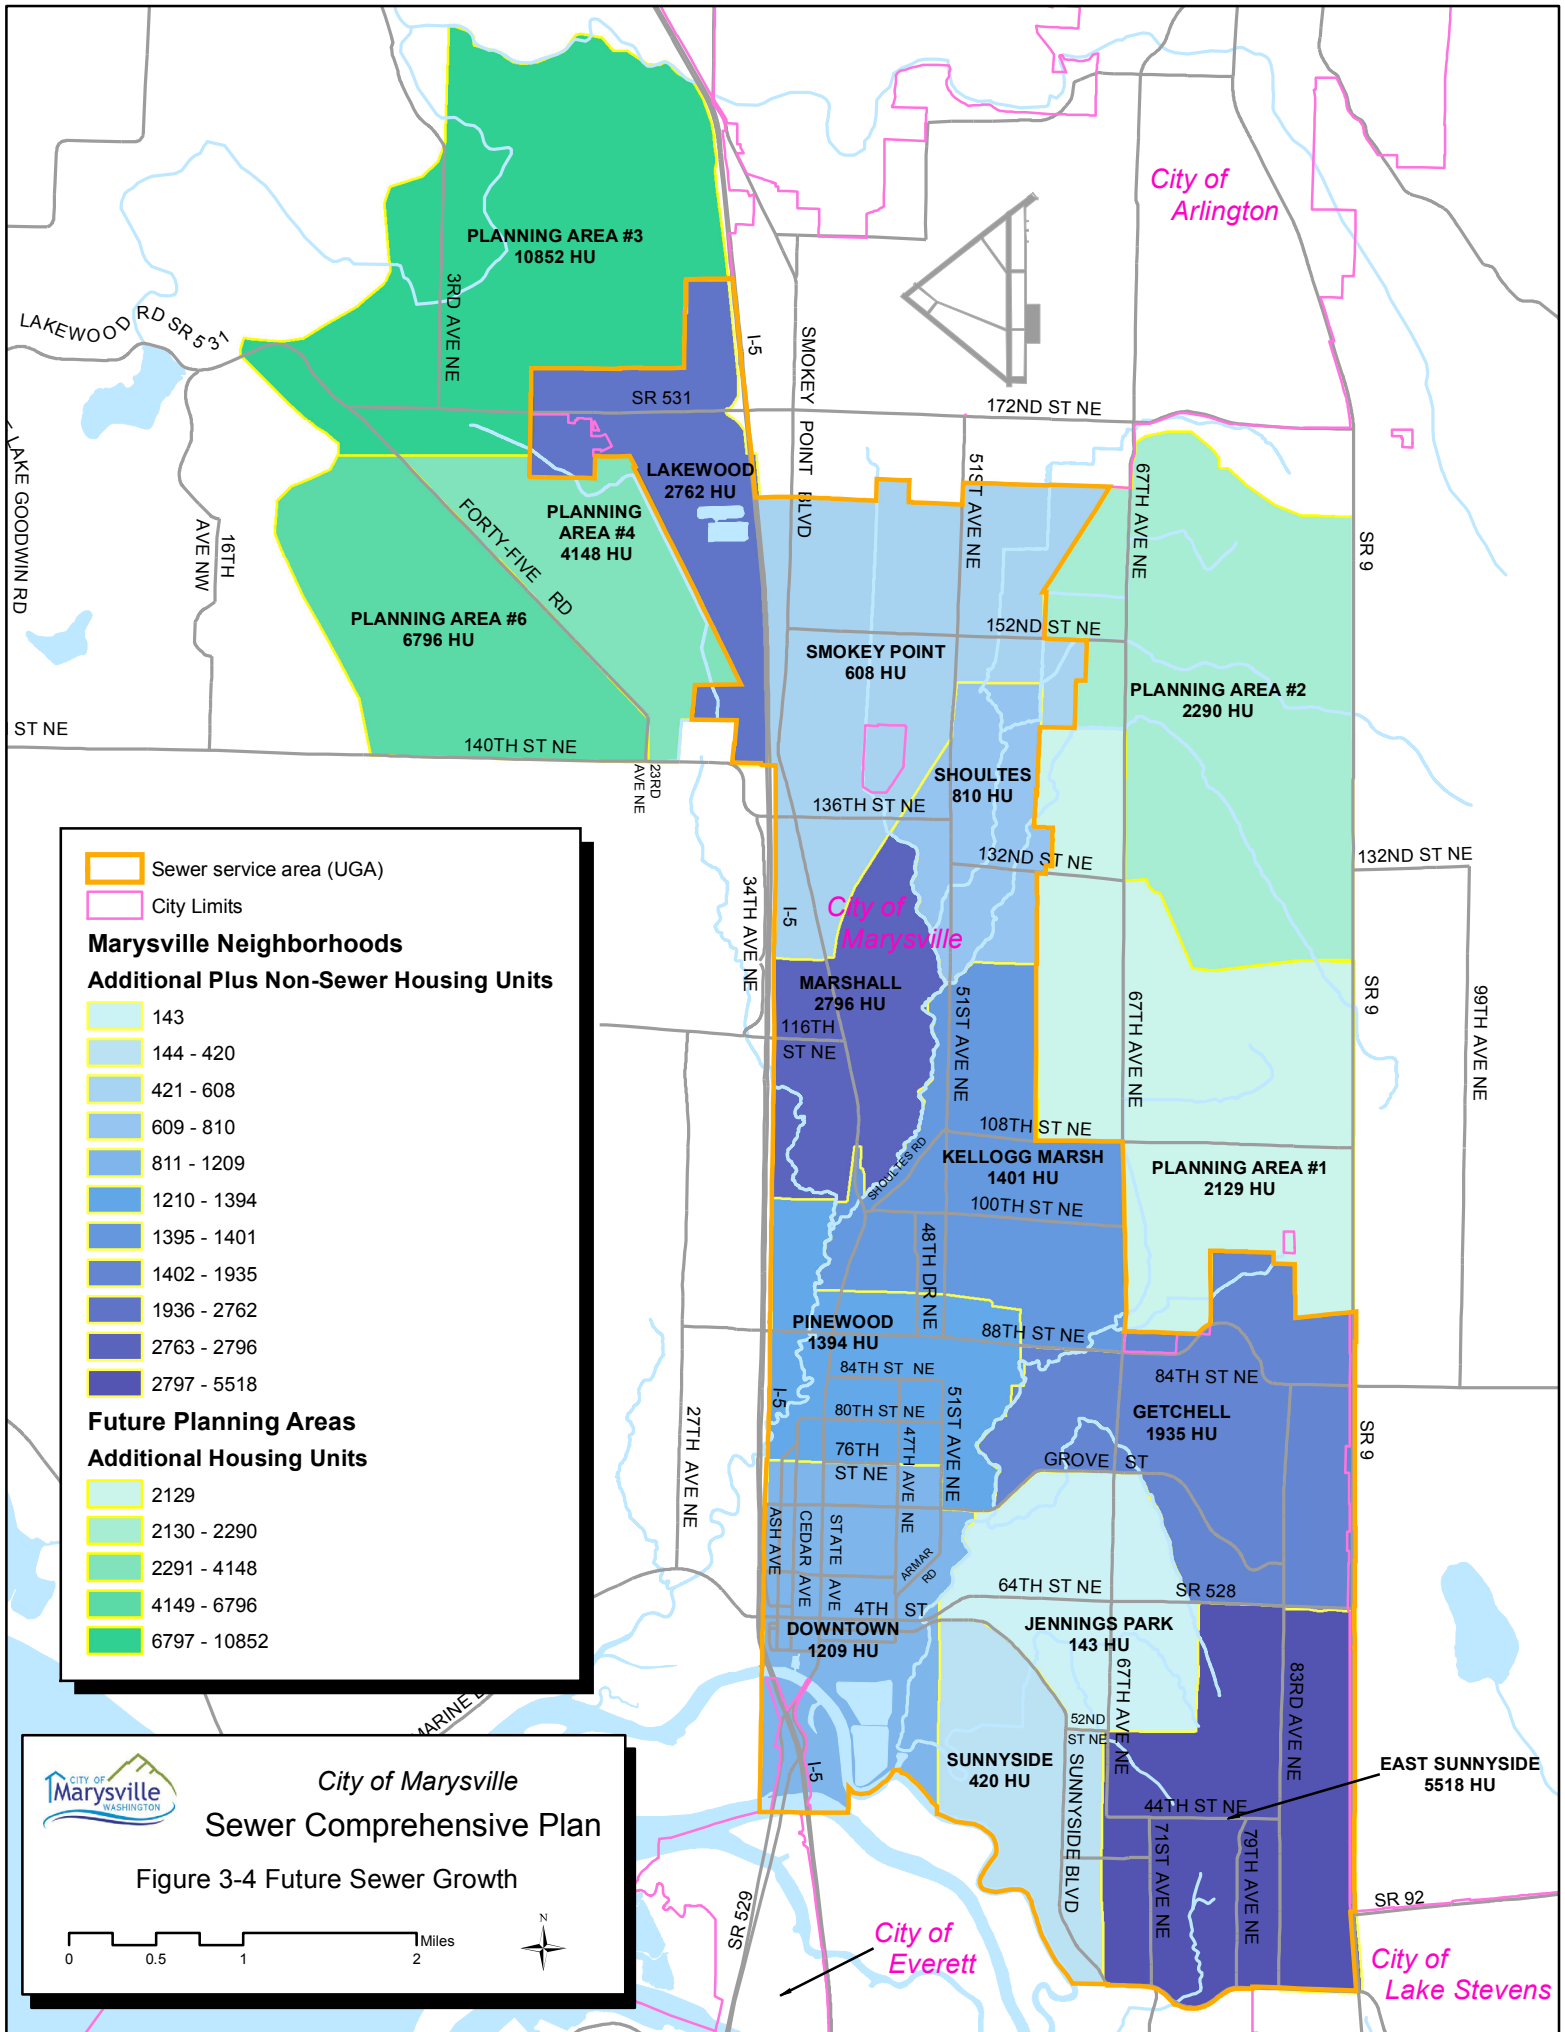 City of
Arlington
PLANNING AREA #3
10852 HU
3RD AVE NE
LAKEWOOD RD SR 531
I-5
SMOKEY POINT BLVD
SR 531
172ND ST NE
LAKE GOODWIN RD
16TH
AVE NW
LAKEWOOD
2762 HU
51ST AVE NE
67TH AVE NE
SR 9
PLANNING
AREA #4
4148 HU
FORTY-FIVE RD
PLANNING AREA #6
6796 HU
152ND ST NE
SMOKEY POINT
608 HU
PLANNING AREA #2
2290 HU
ST NE
140TH ST NE
23RD
AVE NE
SHOULTES
810 HU
136TH ST NE
132ND ST NE
132ND ST NE
34TH AVE NE
I-5
City of
Marysville
MARSHALL
2796 HU
51ST AVE NE
67TH AVE NE
SR 9
99TH AVE NE
116TH
ST NE
108TH ST NE
SHOULTES RD
KELLOGG MARSH
1401 HU
PLANNING AREA #1
2129 HU
100TH ST NE
48TH DR NE
PINEWOOD
1394 HU
88TH ST NE
84TH ST NE
84TH ST NE
I-5
51ST AVE NE
80TH ST NE
47TH AVE NE
76TH
ST NE
GETCHELL
1935 HU
GROVE ST
SR 9
27TH AVE NE
ASH AVE
CEDAR AVE
STATE AVE
ARMAR
RD
64TH ST NE
SR 528
4TH ST
DOWNTOWN
1209 HU
JENNINGS PARK
143 HU
67TH AVE NE
83RD AVE NE
52ND
ST NE
SUNNYSIDE
420 HU
SUNNYSIDE BLVD
I-5
EAST SUNNYSIDE
5518 HU
44TH ST NE
71ST AVE NE
79TH AVE NE
SR 92
SR 529
City of
Everett
City of
Lake Stevens
MARINE
Sewer service area (UGA)
City Limits
Marysville Neighborhoods
Additional Plus Non-Sewer Housing Units
143
144 - 420
421 - 608
609 - 810
811 - 1209
1210 - 1394
1395 - 1401
1402 - 1935
1936 - 2762
2763 - 2796
2797 - 5518
Future Planning Areas
Additional Housing Units
2129
2130 - 2290
2291 - 4148
4149 - 6796
6797 - 10852
CITY OF
Marysville
WASHINGTON
City of Marysville
Sewer Comprehensive Plan
Figure 3-4 Future Sewer Growth
Miles
0 0.5 1 2
N